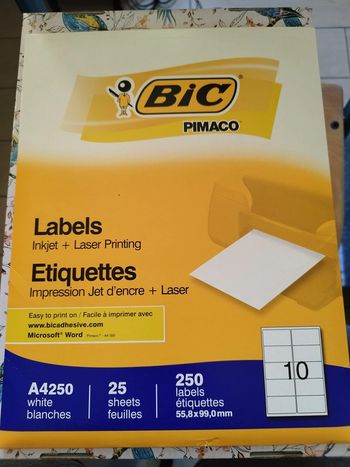 BiC
PIMACO
Labels
Inkjet + Laser Printing
Etiquettes
Impression Jet d'encre + Laser
Easy to print on / Facile à imprimer avec
www.bicadhesive.com
Microsoft® Word
A4250
white
blanches
25
sheets
feuilles
250
labels
étiquettes
55,8x99,0mm
10